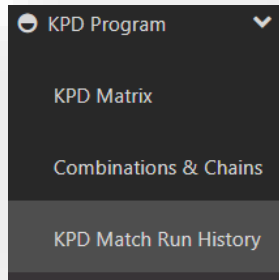 KPD Program
KPD Matrix
Combinations & Chains
KPD Match Run History